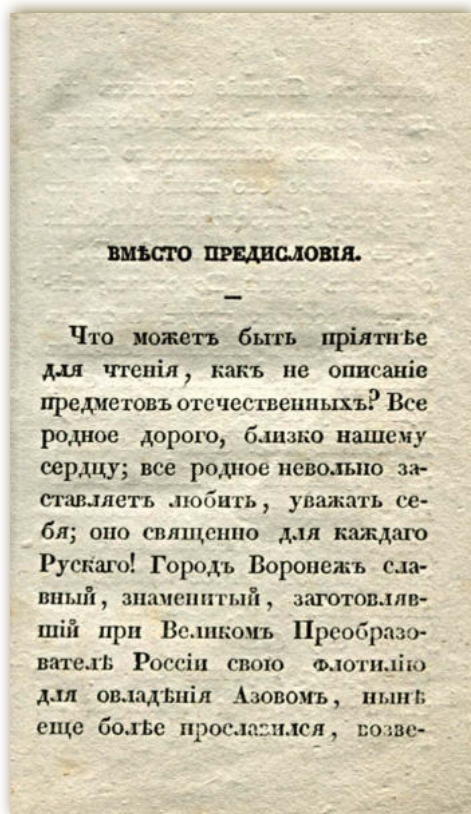 ВМѢСТО ПРЕДИСЛОВІЯ.
Что можетъ быть пріятнѣе
для чтенія, какъ не описаніе
предметовъ отечественныхъ? Все
родное дорого, близко нашему
сердцу; все родное невольно за-
ставляетъ любить, уважать се-
бя; оно священно для каждаго
Рускаго! Городъ Воронежъ сла-
вный, знаменитый, заготовляв-
шій при Великомъ Преобразо-
вателѣ Россіи свою флотилію
для овладѣнія Азовомъ, нынѣ
еще болѣе прославился, возве-